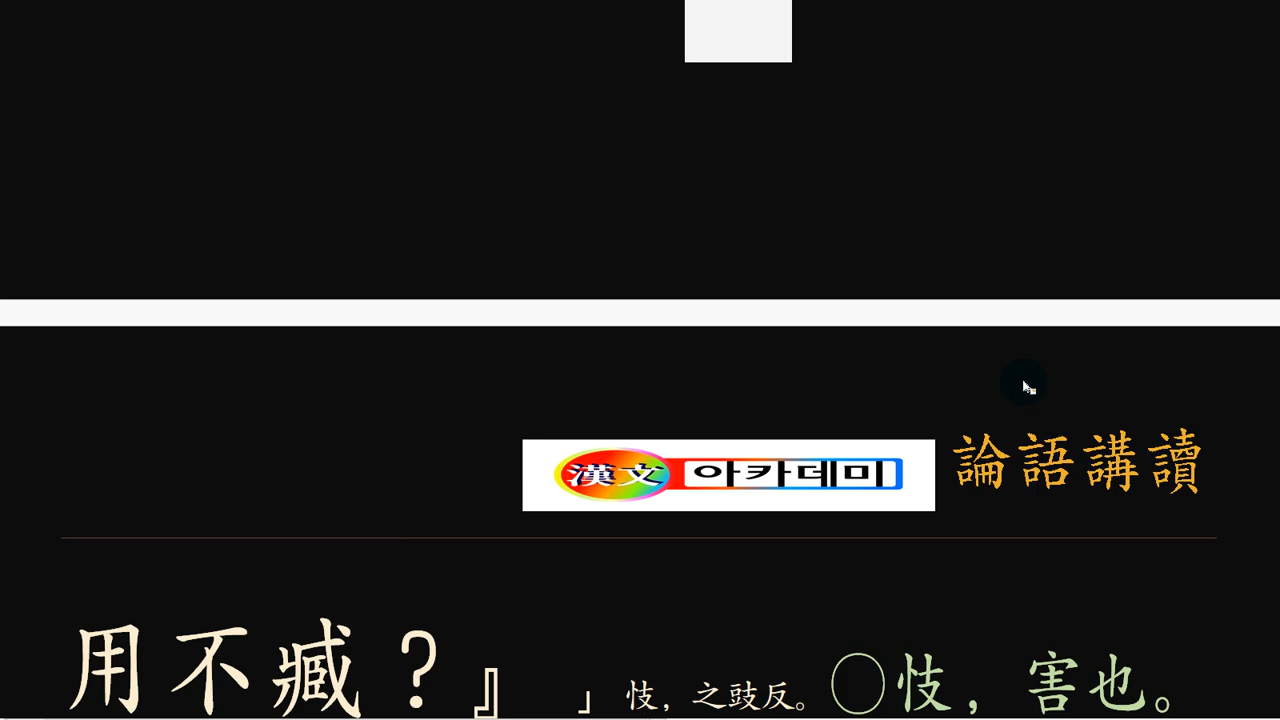 漢文 아카데미 論語講讀
用不臧？』 」忮，之豉反。○忮，害也。